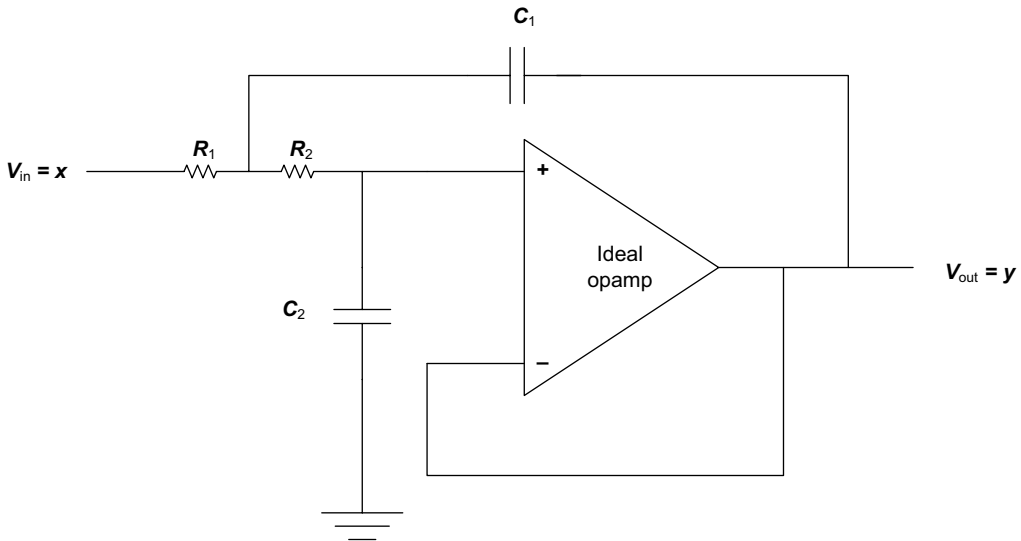 C1
R1
R2
Vin = x
+
Ideal
opamp
Vout = y
C2
−